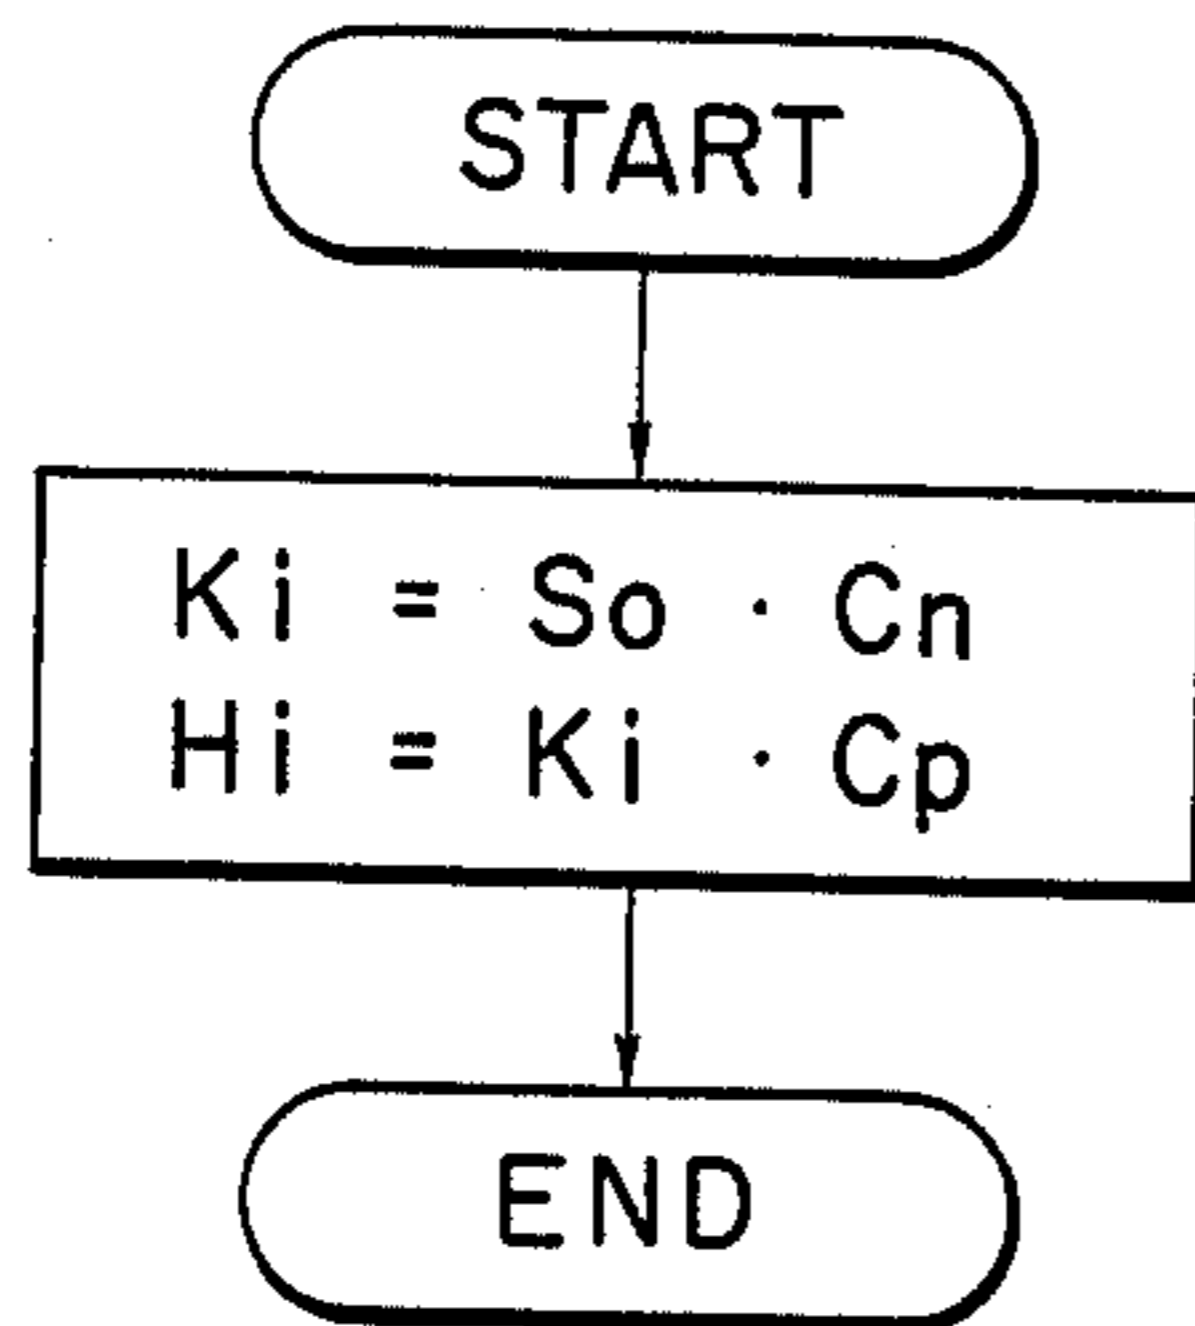 START
Ki = So · Cn
Hi = Ki · Cp
END